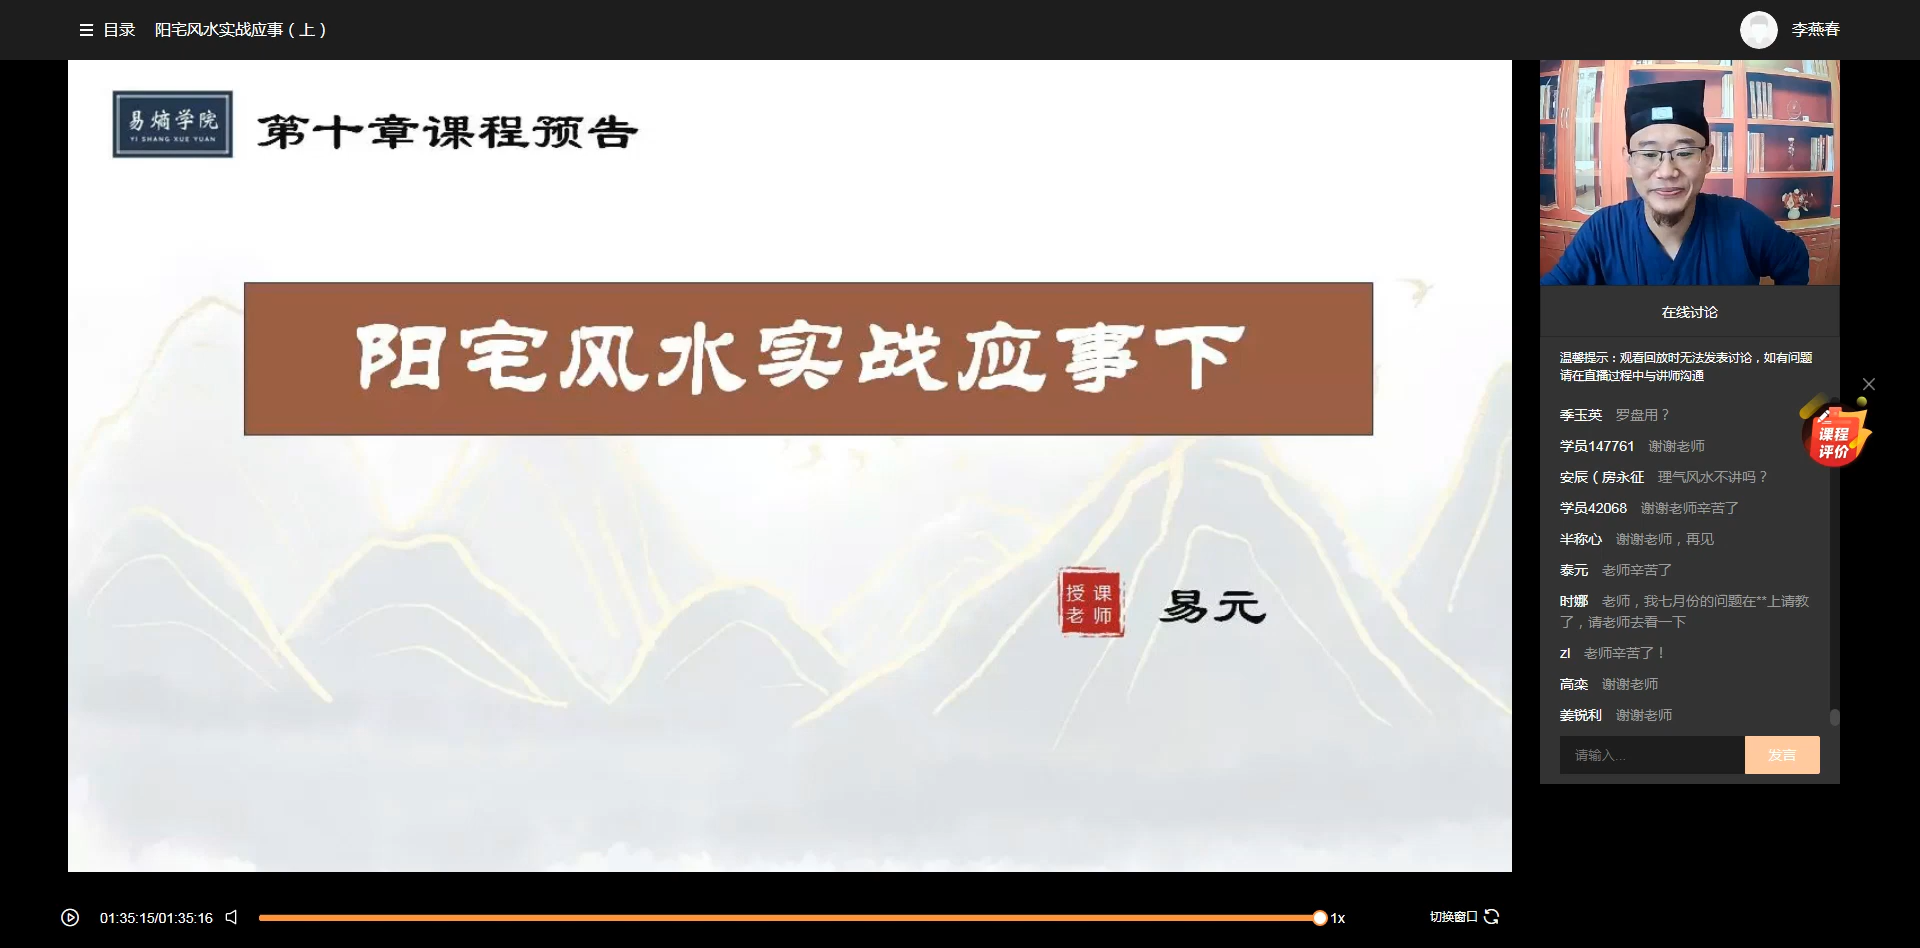 目录 阳宅风水实战应事（上）
李燕春
易熵学院
YI SHANG XUE YUAN
第十章课程预告
阳宅风水实战应事下
授课
老师
易元
在线讨论
温馨提示：观看回放时无法发表讨论，如有问题
请在直播过程中与讲师沟通
课程
评价
季玉英 罗盘用？
学员147761 谢谢老师
安辰（房永征 理气风水不讲吗？
学员42068 谢谢老师辛苦了
半称心 谢谢老师，再见
泰元 老师辛苦了
时娜 老师，我七月份的问题在**上请教
了，请老师去看一下
zl 老师辛苦了！
高栾 谢谢老师
姜锐利 谢谢老师
请输入...
发言
01:35:15/01:35:16
1x
切换窗口